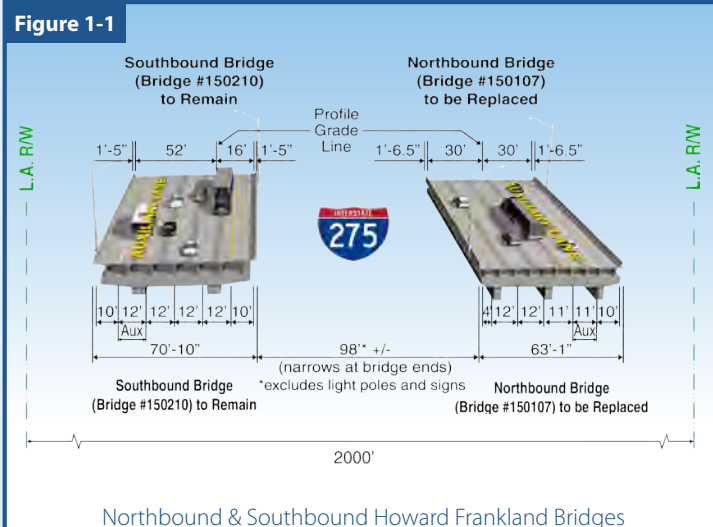 Figure 1-1
Southbound Bridge
(Bridge #150210)
to Remain
Northbound Bridge
(Bridge #150107)
to be Replaced
Profile
Grade
Line
L.A. R/W
L.A. R/W
1'-5" 52' 16' 1'-5"
1'-6.5" 30' 30' 1'-6.5"
AUXILIARY LANE
AUXILIARY LANE
INTERSTATE
275
10' 12' 12' 12' 12' 10'
Aux
4' 12' 12' 11' 11' 10'
Aux
70'-10"
98'* +/-
63'-1"
(narrows at bridge ends)
*excludes light poles and signs
Southbound Bridge
(Bridge #150210) to Remain
Northbound Bridge
(Bridge #150107) to be Replaced
2000'
Northbound & Southbound Howard Frankland Bridges